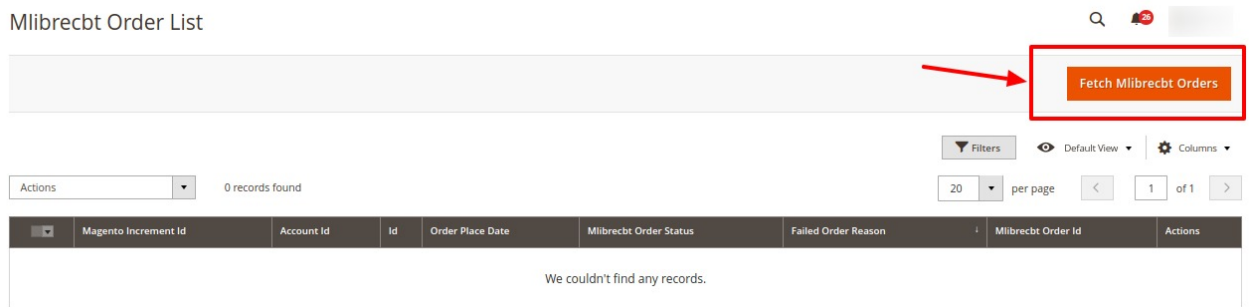 Mlibrecbt Order List
26
Fetch Mlibrecbt Orders
Filters
Default View
Columns
Actions
0 records found
20
per page
1
of 1
Magento Increment Id
Account Id
Id
Order Place Date
Mlibrecbt Order Status
Failed Order Reason
↓
Mlibrecbt Order Id
Actions
We couldn't find any records.